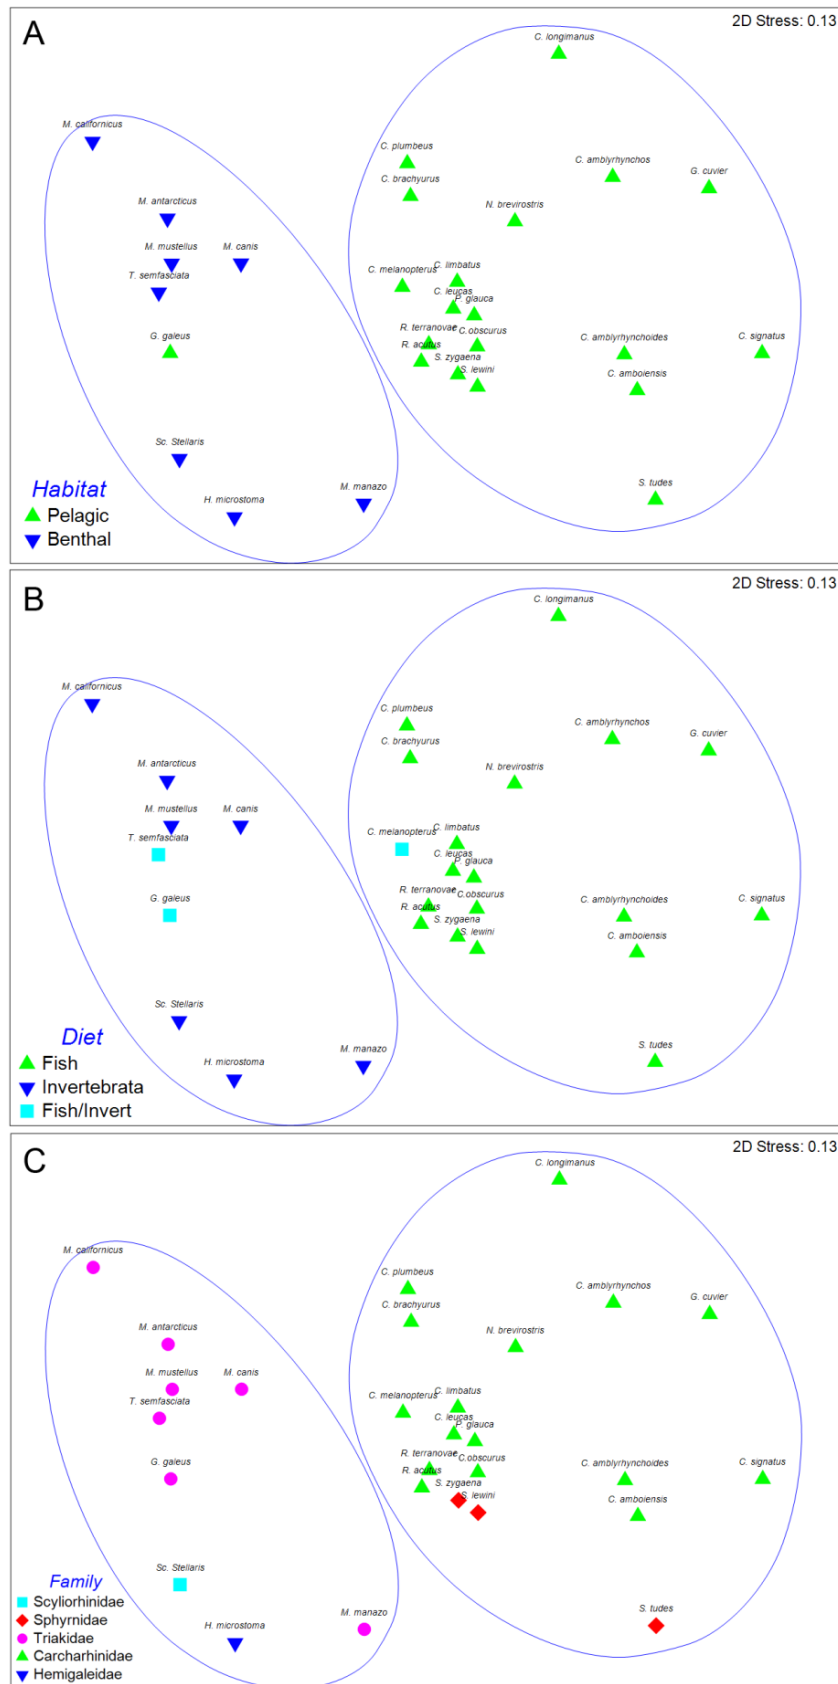 A
2D Stress: 0.13
C. longimanus
M. californicus
C. plumbeus
C. amblyrhynchos
G. cuvier
C. brachyurus
M. antarcticus
N. brevirostris
M. mustellus
M. canis
C. melanopterus
C. limbatus
T. semfasciata
C. leucas
P. glauca
G. galeus
R. terranovae
C.obscurus
C. amblyrhynchoides
C. signatus
R. acutus
S. zygaena
S. lewini
C. amboiensis
Sc. Stellaris
Habitat
H. microstoma
M. manazo
S. tudes
Pelagic
Benthal
B
2D Stress: 0.13
C. longimanus
M. californicus
C. plumbeus
C. amblyrhynchos
G. cuvier
C. brachyurus
M. antarcticus
N. brevirostris
M. mustellus
M. canis
C. melanopterus
C. limbatus
T. semfasciata
C. leucas
P. glauca
G. galeus
R. terranovae
C.obscurus
C. amblyrhynchoides
C. signatus
R. acutus
S. zygaena
S. lewini
C. amboiensis
Sc. Stellaris
Diet
H. microstoma
M. manazo
S. tudes
Fish
Invertebrata
Fish/Invert
C
2D Stress: 0.13
C. longimanus
M. californicus
C. plumbeus
C. amblyrhynchos
G. cuvier
C. brachyurus
M. antarcticus
N. brevirostris
M. mustellus
M. canis
C. melanopterus
C. limbatus
T. semfasciata
C. leucas
P. glauca
G. galeus
R. terranovae
C.obscurus
C. amblyrhynchoides
C. signatus
R. acutus
S. zygaena
S. lewini
C. amboiensis
Sc. Stellaris
Family
H. microstoma
M. manazo
S. tudes
Scyliorhinidae
Sphyrnidae
Triakidae
Carcharhinidae
Hemigaleidae